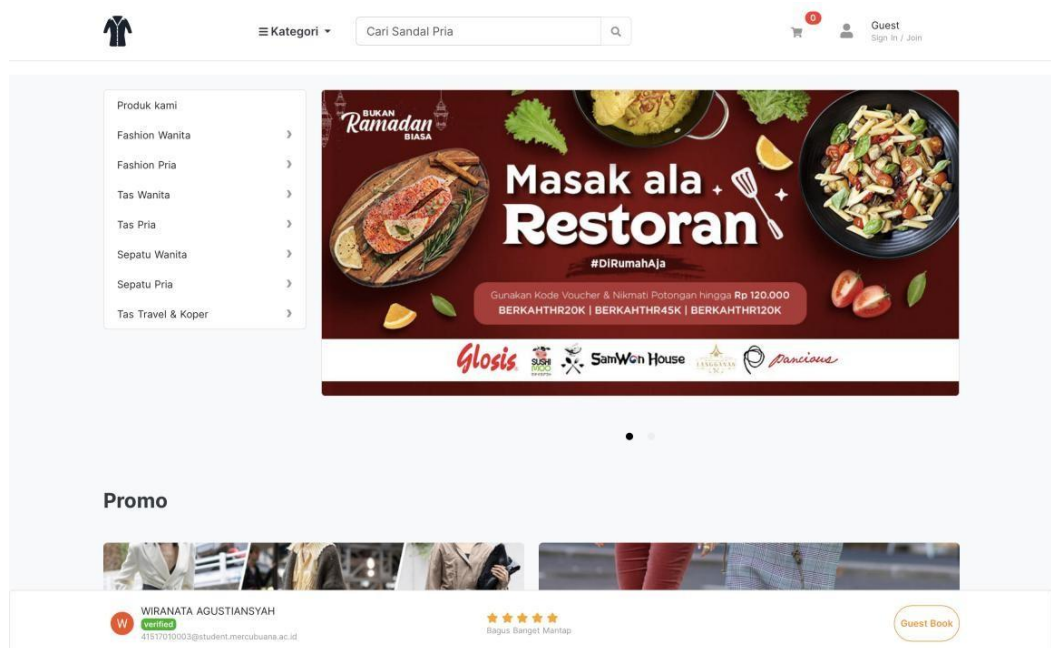 Kategori
Cari Sandal Pria
0
Guest
Sign In / Join
Produk kami
Fashion Wanita
Fashion Pria
Tas Wanita
Tas Pria
Sepatu Wanita
Sepatu Pria
Tas Travel & Koper
BUKAN
Ramadan
BIASA
Masak ala
Restoran
#DiRumahAja
Gunakan Kode Voucher & Nikmati Potongan hingga Rp 120.000
BERKAHTHR20K | BERKAHTHR45K | BERKAHTHR120K
Glosis SUSHI MOO SamWon House Pancious
Promo
W
WIRANATA AGUSTIANSYAH
verified
41517010003@student.mercubuana.ac.id
Bagus Banget Mantap
Guest Book